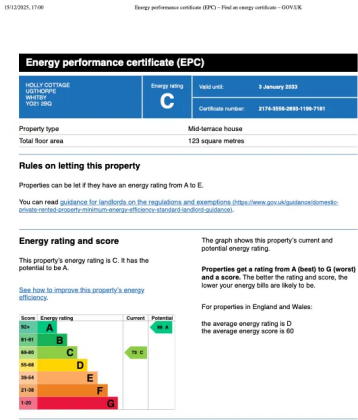 15/12/2025, 17:00 Energy performance certificate (EPC) – Find an energy certificate – GOV.UK
Energy performance certificate (EPC)
HOLLY COTTAGE
UGTHORPE
WHITBY
YO21 2BQ
Energy rating
C
Valid until: 3 January 2033
Certificate number: 2174-3556-2693-1199-7181
Property type Mid-terrace house
Total floor area 123 square metres
Rules on letting this property
Properties can be let if they have an energy rating from A to E.
You can read guidance for landlords on the regulations and exemptions (https://www.gov.uk/guidance/domestic-
private-rented-property-minimum-energy-efficiency-standard-landlord-guidance).
Energy rating and score
This property's energy rating is C. It has the
potential to be A.
See how to improve this property's energy
efficiency.
Score Energy rating Current Potential
92+ A
81-91 B
69-80 C 73 C
55-68 D
39-54 E
21-38 F
1-20 G
The graph shows this property's current and
potential energy rating.
Properties get a rating from A (best) to G (worst)
and a score. The better the rating and score, the
lower your energy bills are likely to be.
For properties in England and Wales:
the average energy rating is D
the average energy score is 60